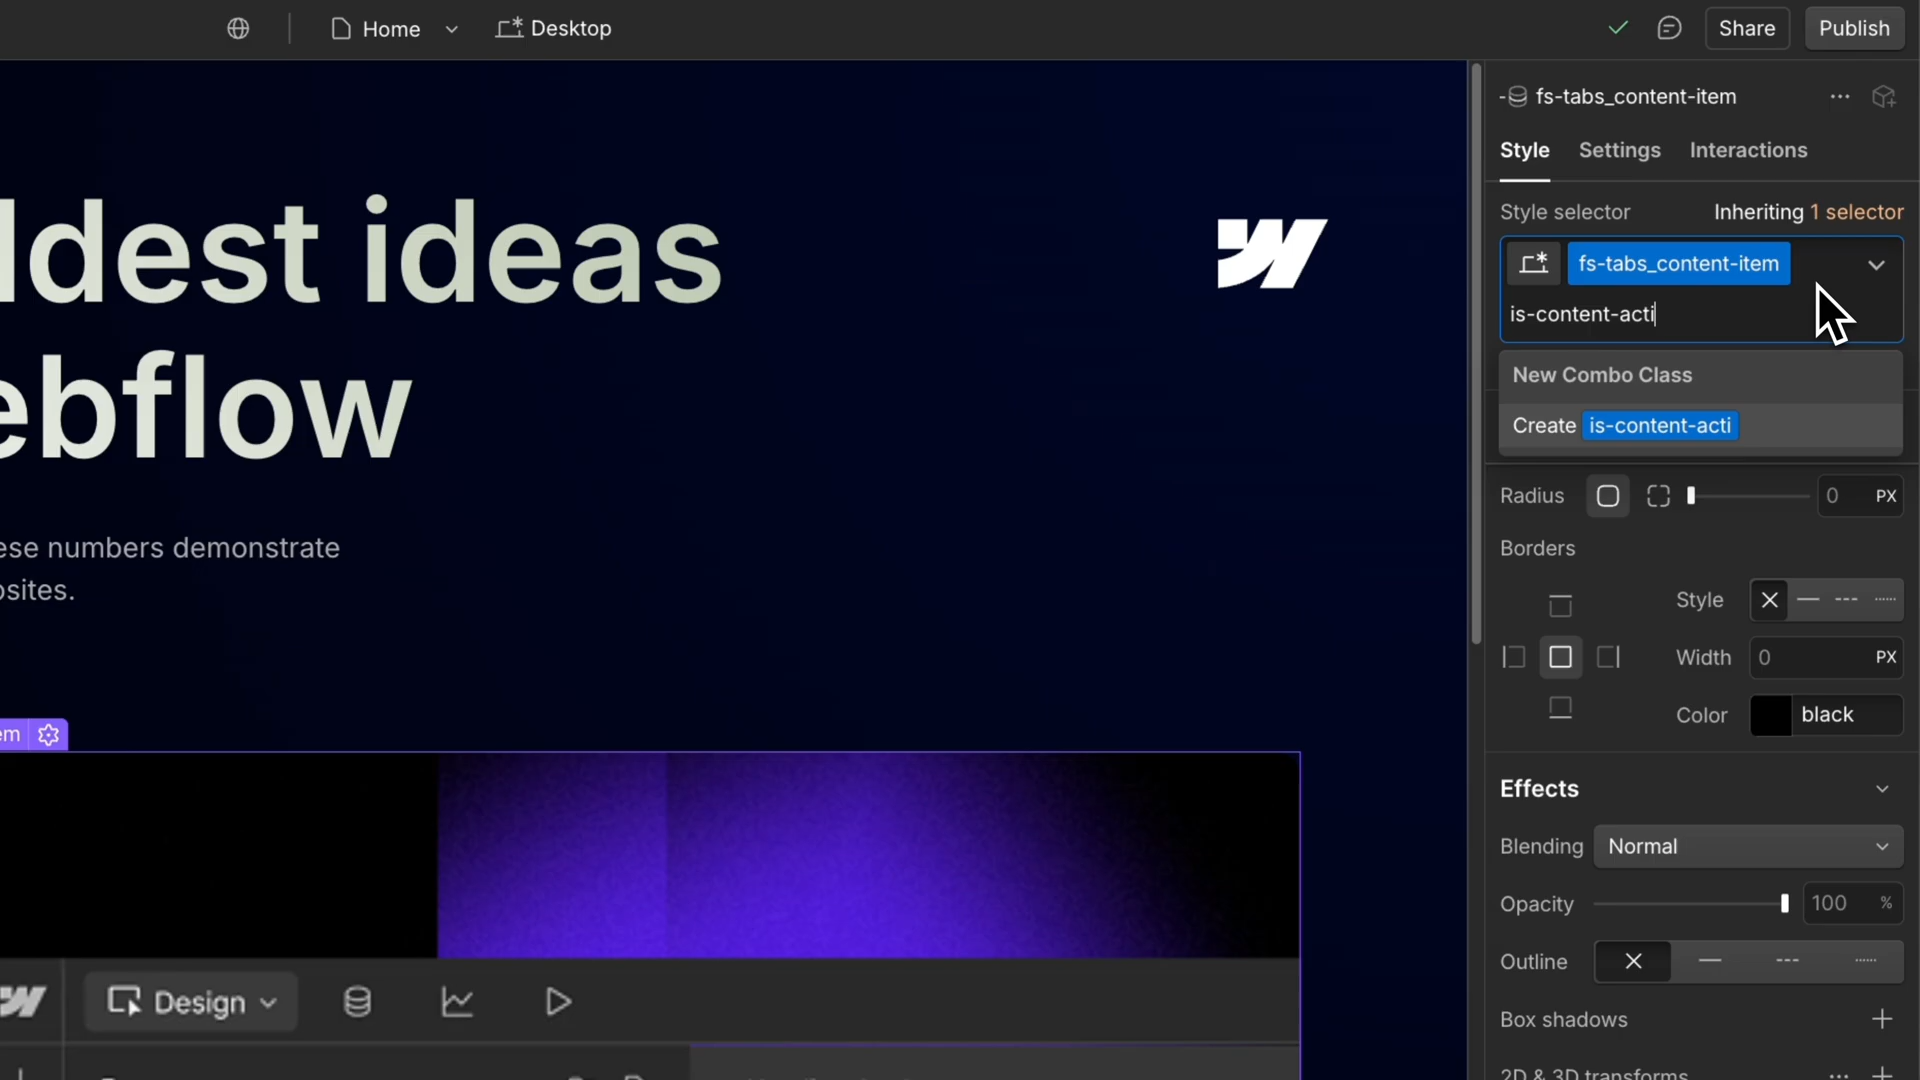 Home
Desktop
Share
Publish
fs-tabs_content-item
Style
Settings
Interactions
Style selector
Inheriting 1 selector
fs-tabs_content-item
is-content-acti
New Combo Class
Create is-content-acti
ldest ideas
ebflow
ese numbers demonstrate
osites.
em
Design
Radius
0 PX
Borders
Style
Width
0 PX
Color
black
Effects
Blending
Normal
Opacity
100 %
Outline
Box shadows
2D & 3D transforms